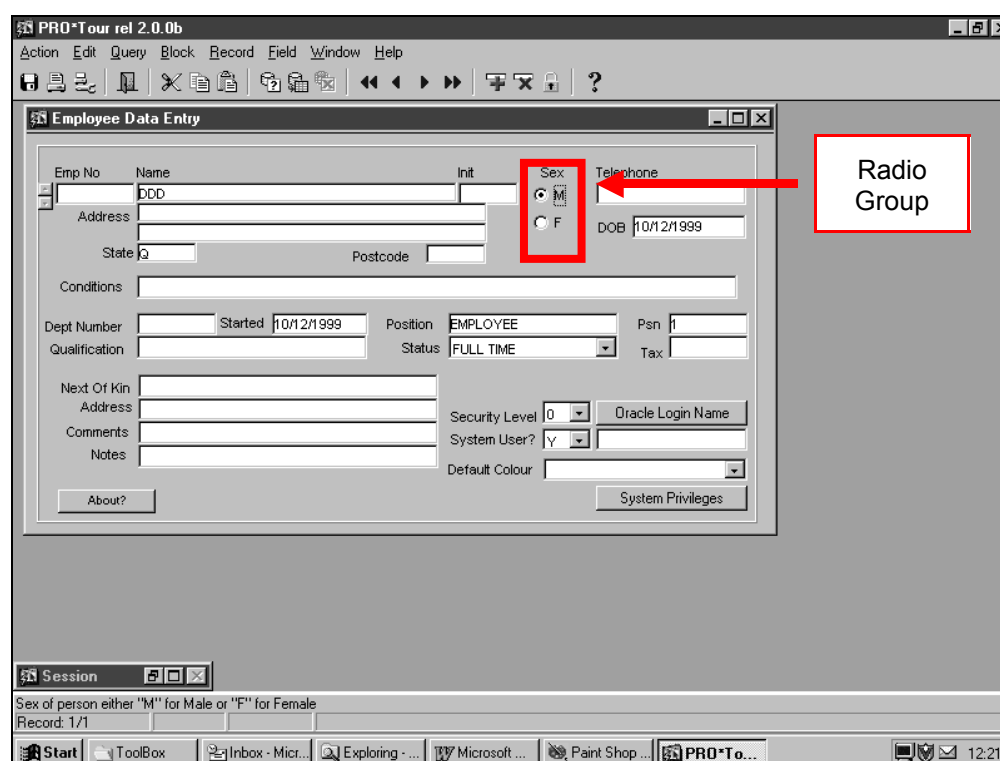 PRO*Tour rel 2.0.0b
Action Edit Query Block Record Field Window Help
Employee Data Entry
Emp No Name Init Sex Telephone
DDD M
Radio
Group
Address F DOB 10/12/1999
State Q Postcode
Conditions
Dept Number Started 10/12/1999 Position EMPLOYEE Psn 1
Qualification Status FULL TIME Tax
Next Of Kin
Address
Security Level 0 Oracle Login Name
Comments
System User? Y
Notes
Default Colour
About? System Privileges
Session
Sex of person either "M" for Male or "F" for Female
Record: 1/1
Start ToolBox Inbox - Micr... Exploring - ... Microsoft ... Paint Shop ... PRO*To... 12:21